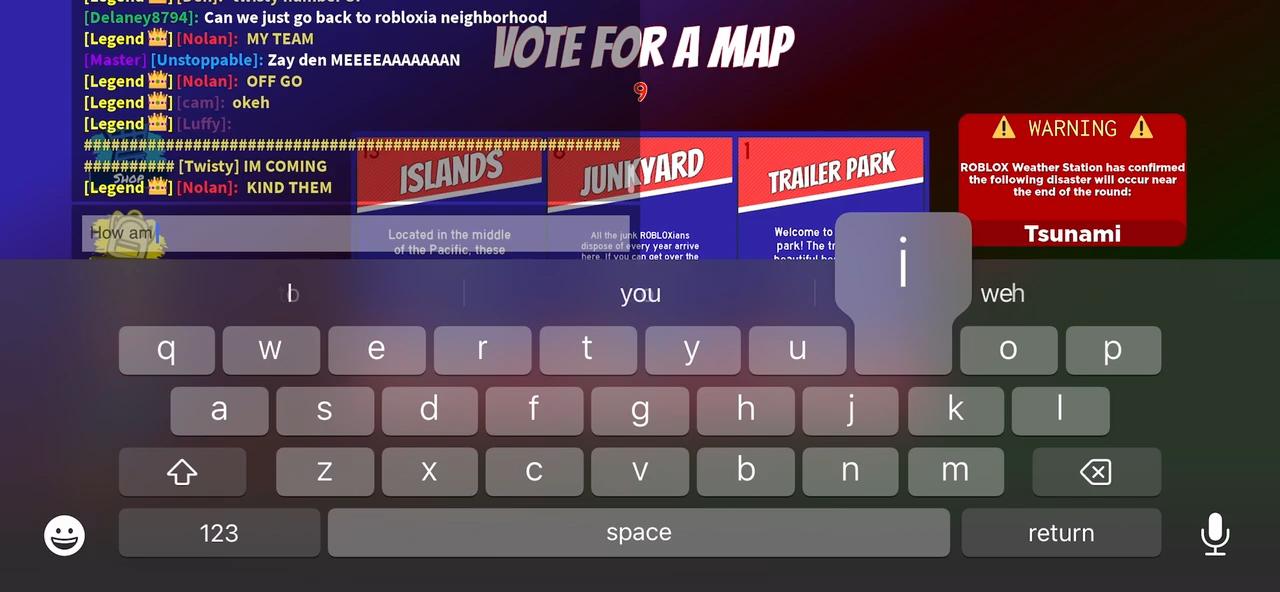 [Delaney8794]: Can we just go back to robloxia neighborhood
[Legend 👑] [Nolan]: MY TEAM
[Master] [Unstoppable]: Zay den MEEEEAAAAAAN
[Legend 👑] [Nolan]: OFF GO
[Legend 👑] [cam]: okeh
[Legend 👑] [Luffy]:
########################################################
########## [Twisty] IM COMING
[Legend 👑] [Nolan]: KIND THEM
How am
SHOP
VOTE FOR A MAP
9
ISLANDS
Located in the middle
of the Pacific, these
JUNKYARD
All the junk ROBLOXians
dispose of every year arrive
here. If you can get over the
1
TRAILER PARK
Welcome to
park! The
⚠ WARNING ⚠
ROBLOX Weather Station has confirmed
the following disaster will occur near
the end of the round:
Tsunami
you
i
q w e r t y u o p
a s d f g h j k l
z x c v b n m
123 space return